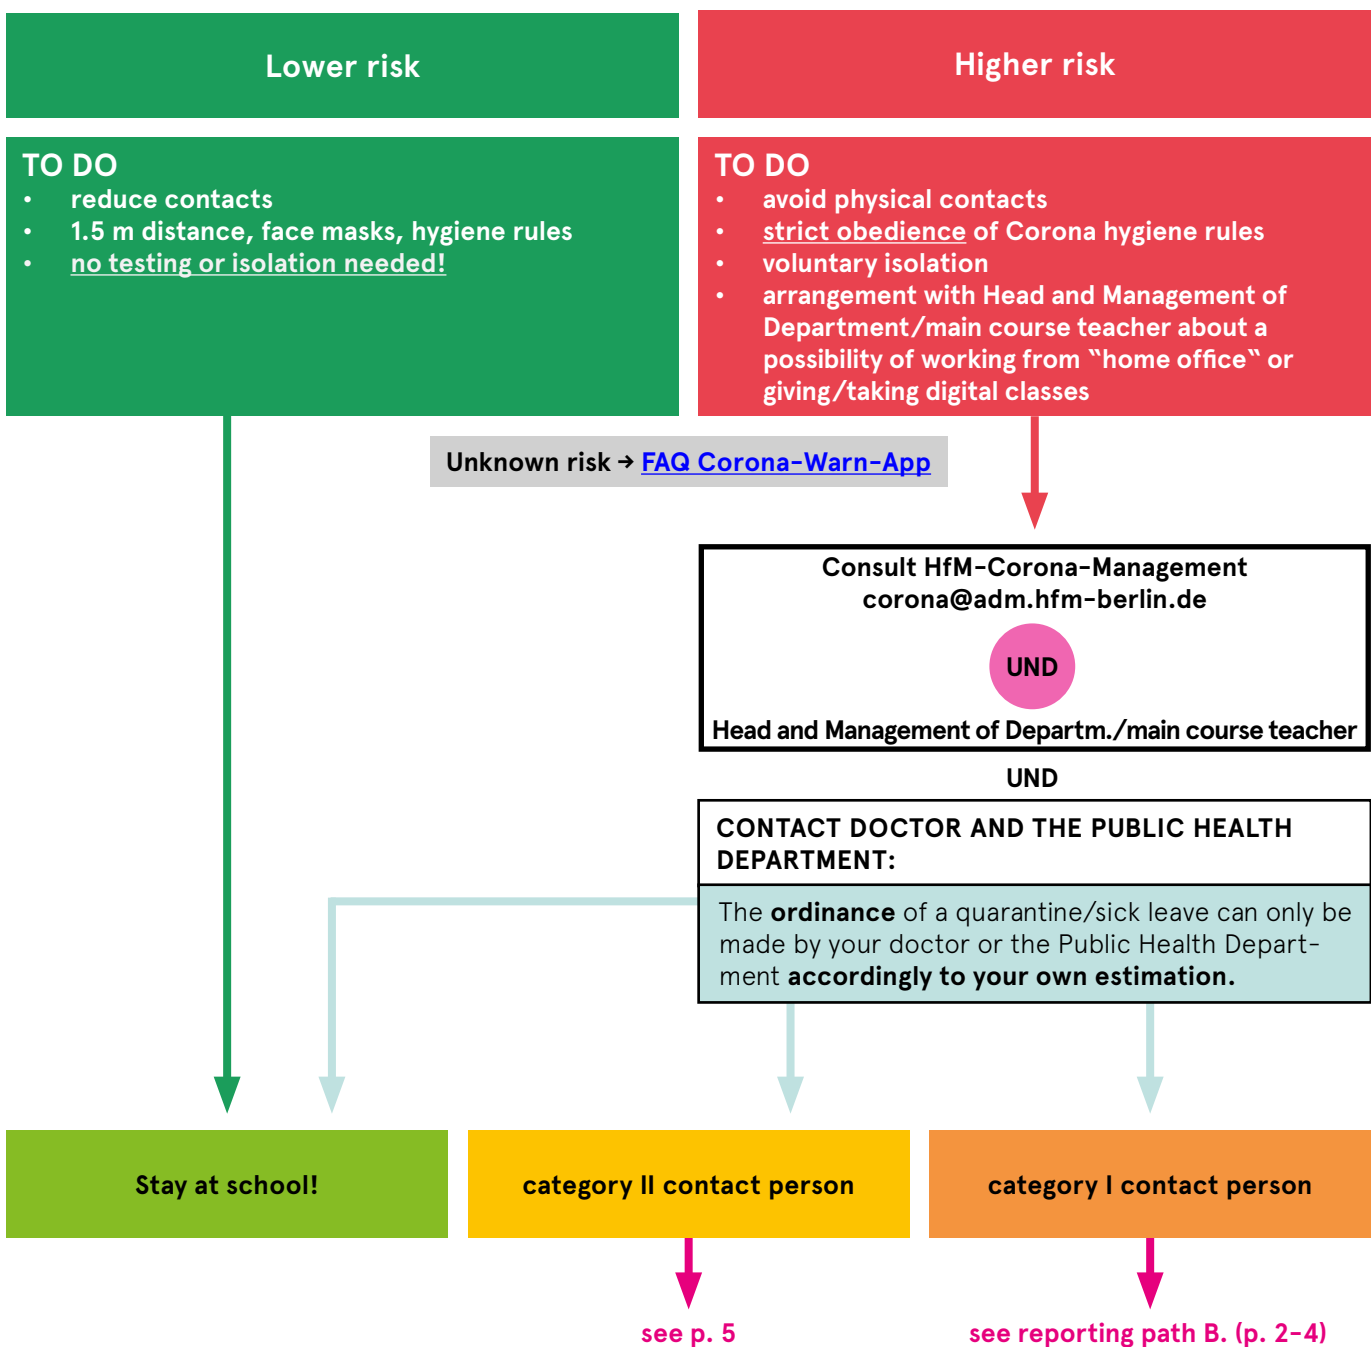 Lower risk
Higher risk
TO DO
• reduce contacts
• 1.5 m distance, face masks, hygiene rules
• no testing or isolation needed!
TO DO
• avoid physical contacts
• strict obedience of Corona hygiene rules
• voluntary isolation
• arrangement with Head and Management of
Department/main course teacher about a
possibility of working from "home office" or
giving/taking digital classes
Unknown risk → FAQ Corona-Warn-App
Consult HfM-Corona-Management
corona@adm.hfm-berlin.de
UND
Head and Management of Departm./main course teacher
UND
CONTACT DOCTOR AND THE PUBLIC HEALTH
DEPARTMENT:
The ordinance of a quarantine/sick leave can only be
made by your doctor or the Public Health Depart-
ment accordingly to your own estimation.
Stay at school!
category II contact person
category I contact person
see p. 5
see reporting path B. (p. 2-4)